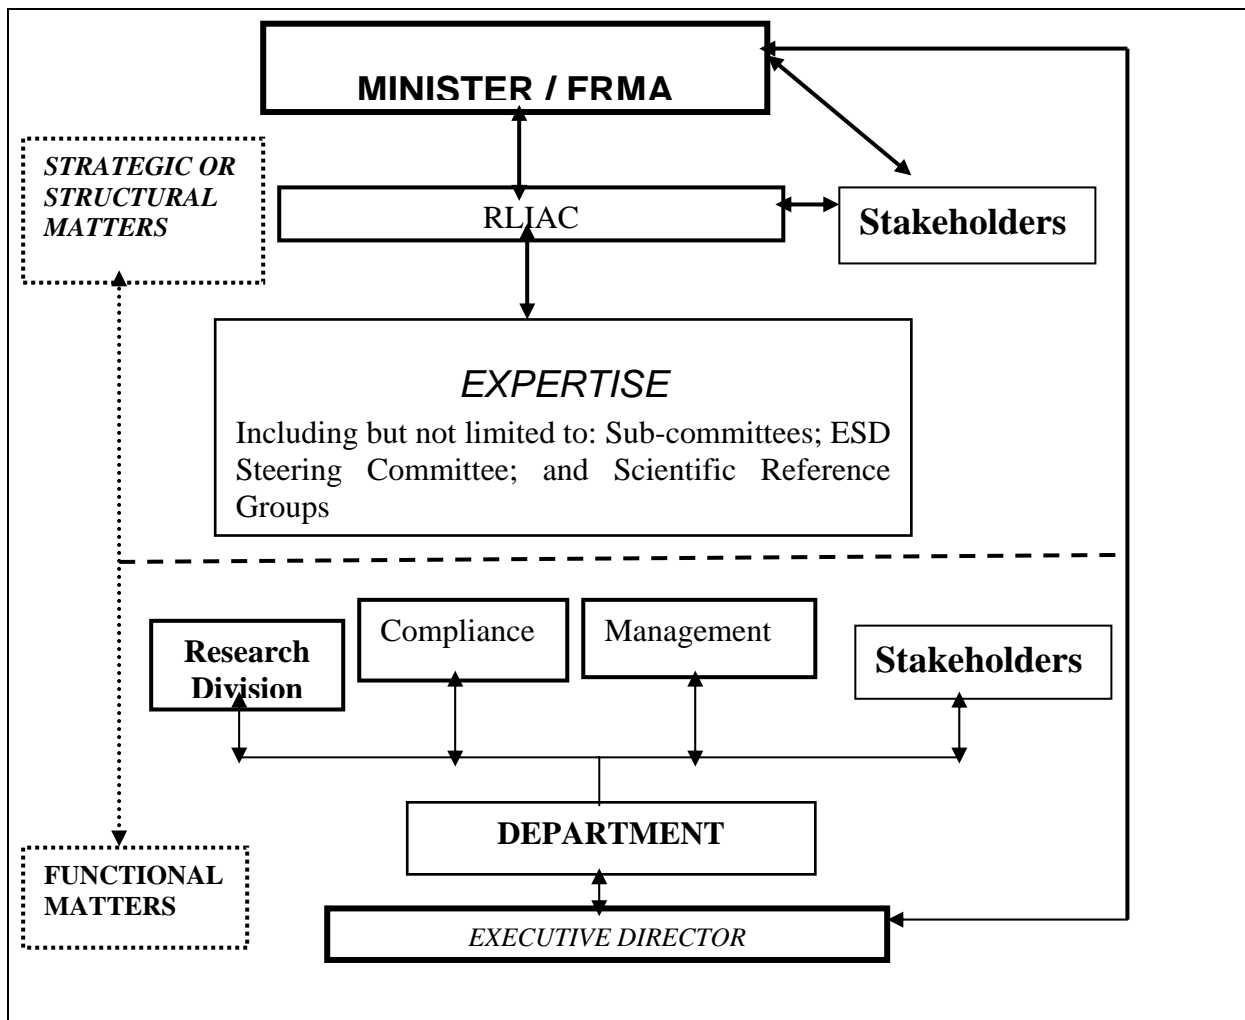 MINISTER / FRMA
STRATEGIC OR
STRUCTURAL
MATTERS
RLIAC
Stakeholders
EXPERTISE
Including but not limited to: Sub-committees; ESD
Steering Committee; and Scientific Reference
Groups
Research
Division
Compliance
Management
Stakeholders
DEPARTMENT
FUNCTIONAL
MATTERS
EXECUTIVE DIRECTOR